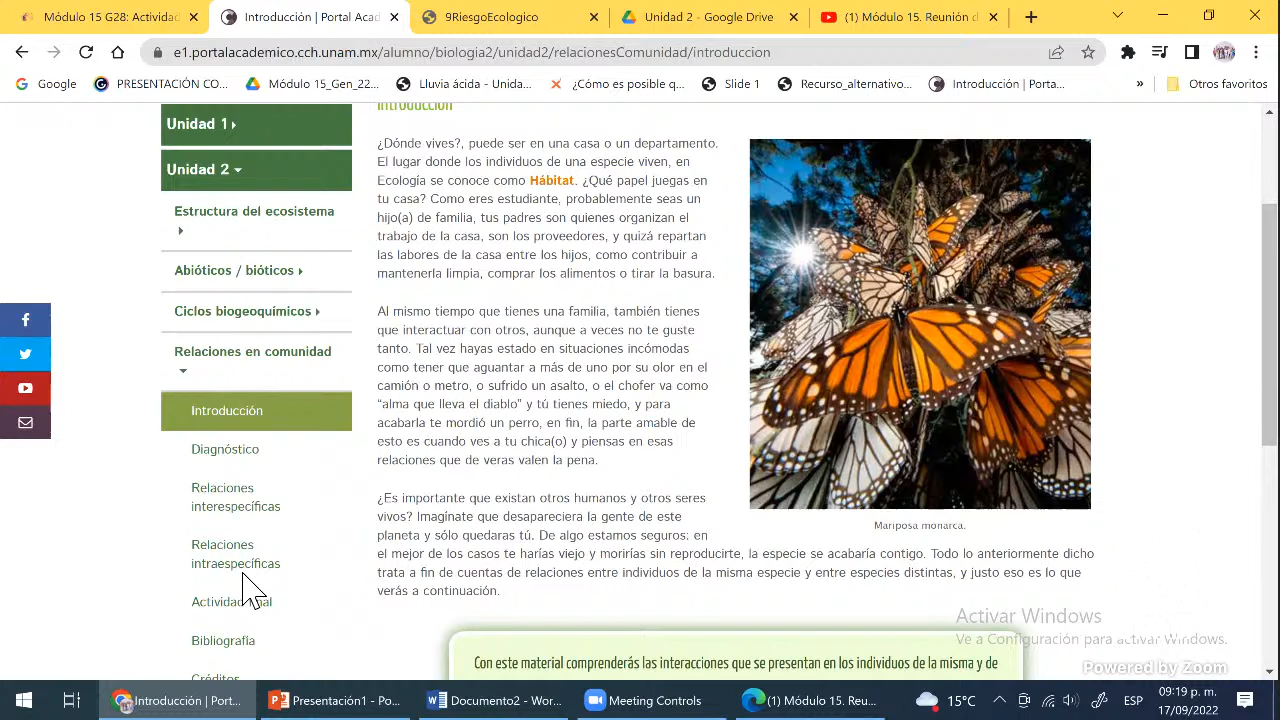 Módulo 15 G28: Actividad
Introducción | Portal Acad
9RiesgoEcologico
Unidad 2 - Google Drive
(1) Módulo 15. Reunión d
e1.portalacademico.cch.unam.mx/alumno/biologia2/unidad2/relacionesComunidad/introduccion
Google
PRESENTACIÓN CO...
Módulo 15_Gen_22...
Lluvia ácida - Unida...
¿Cómo es posible q...
Slide 1
Recurso_alternativo...
Introducción | Porta...
»
Otros favoritos
Introducción
Unidad 1
Unidad 2
Estructura del ecosistema
Abióticos / bióticos
Ciclos biogeoquímicos
Relaciones en comunidad
Introducción
Diagnóstico
Relaciones
interespecíficas
Relaciones
intraespecíficas
Bibliografía
Créditos
¿Dónde vives?, puede ser en una casa o un departamento.
El lugar donde los individuos de una especie viven, en
Ecología se conoce como Hábitat. ¿Qué papel juegas en
tu casa? Como eres estudiante, probablemente seas un
hijo(a) de familia, tus padres son quienes organizan el
trabajo de la casa, son los proveedores, y quizá repartan
las labores de la casa entre los hijos, como contribuir a
mantenerla limpia, comprar los alimentos o tirar la basura.
Al mismo tiempo que tienes una familia, también tienes
que interactuar con otros, aunque a veces no te guste
tanto. Tal vez hayas estado en situaciones incómodas
como tener que aguantar a más de uno por su olor en el
camión o metro, o sufrido un asalto, o el chofer va como
“alma que lleva el diablo” y tú tienes miedo, y para
acabarla te mordió un perro, en fin, la parte amable de
esto es cuando ves a tu chica(o) y piensas en esas
relaciones que de veras valen la pena.
¿Es importante que existan otros humanos y otros seres
vivos? Imagínate que desapareciera la gente de este
planeta y sólo quedaras tú. De algo estamos seguros: en
el mejor de los casos te harías viejo y morirías sin reproducirte, la especie se acabaría contigo. Todo lo anteriormente dicho
trata a fin de cuentas de relaciones entre individuos de la misma especie y entre especies distintas, y justo eso es lo que
verás a continuación.
Mariposa monarca.
Con este material comprenderás las interacciones que se presentan en los individuos de la misma y de
Activar Windows
Ve a Configuración para activar Windows.
Powered by Zoom
Introducción | Port...
Presentación1 - Po...
Documento2 - Wor...
Meeting Controls
(1) Módulo 15. Reu...
15°C
ESP
09:19 p. m.
17/09/2022